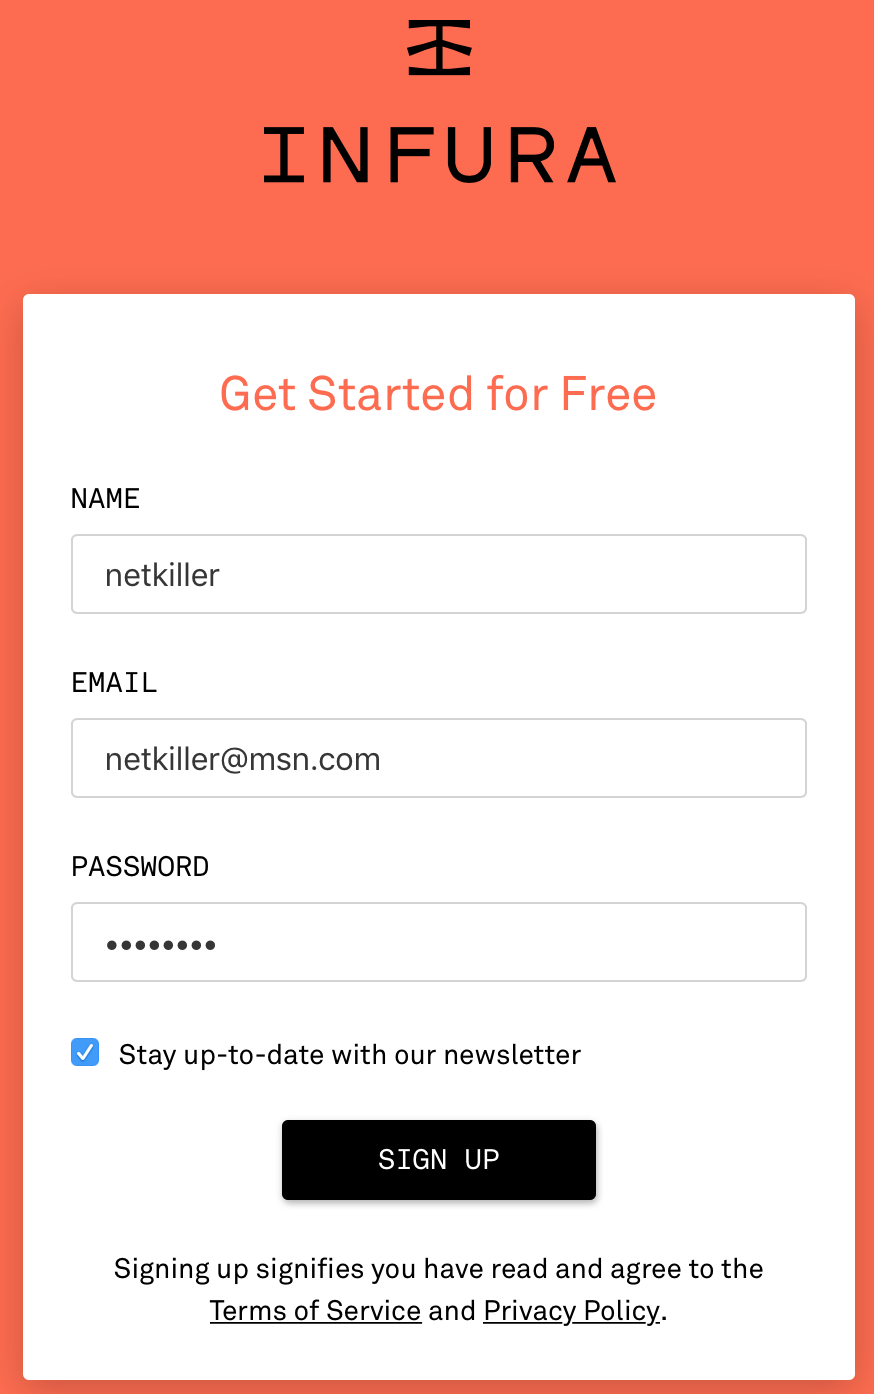 INFURA
Get Started for Free
NAME
netkiller
EMAIL
netkiller@msn.com
PASSWORD
••••••••
Stay up-to-date with our newsletter
SIGN UP
Signing up signifies you have read and agree to the
Terms of Service and Privacy Policy.